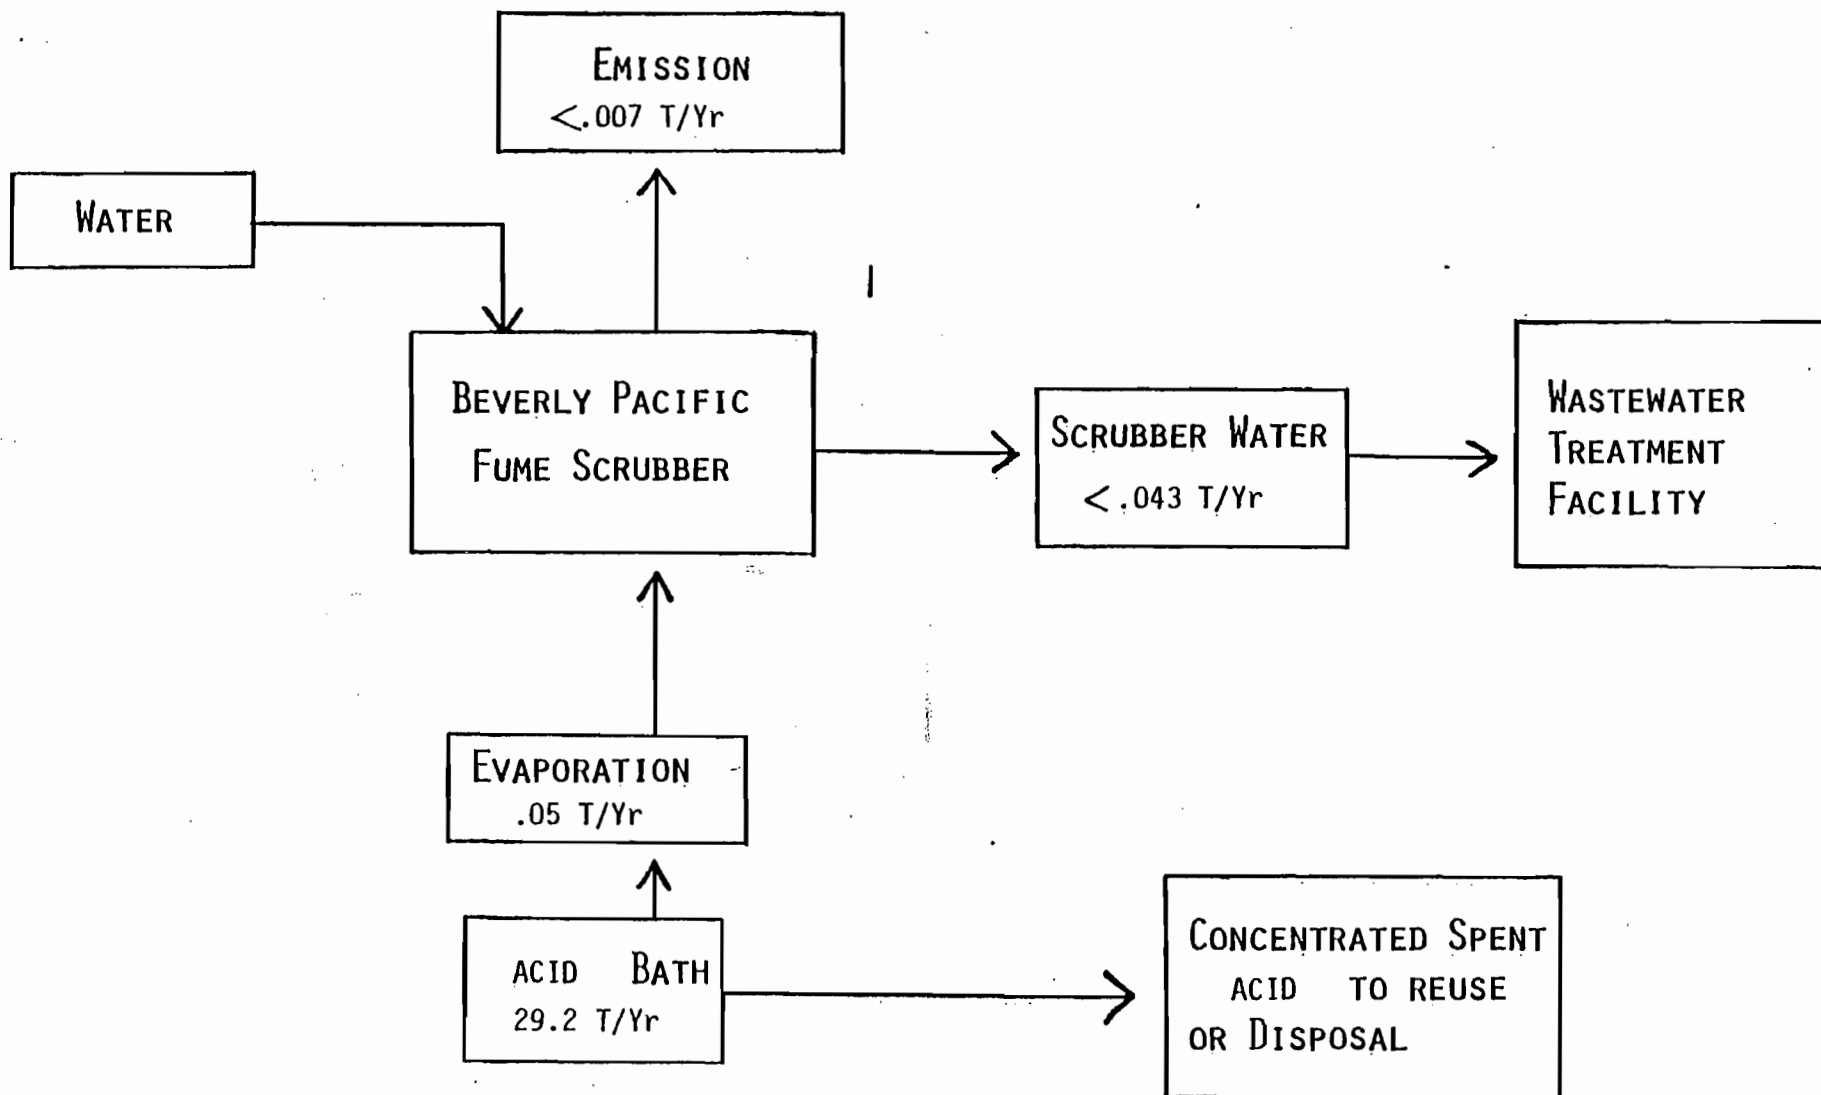 EMISSION
<.007 T/Yr
WATER
BEVERLY PACIFIC
FUME SCRUBBER
SCRUBBER WATER
<.043 T/Yr
WASTEWATER
TREATMENT
FACILITY
EVAPORATION
.05 T/Yr
ACID BATH
29.2 T/Yr
CONCENTRATED SPENT
ACID TO REUSE
OR DISPOSAL